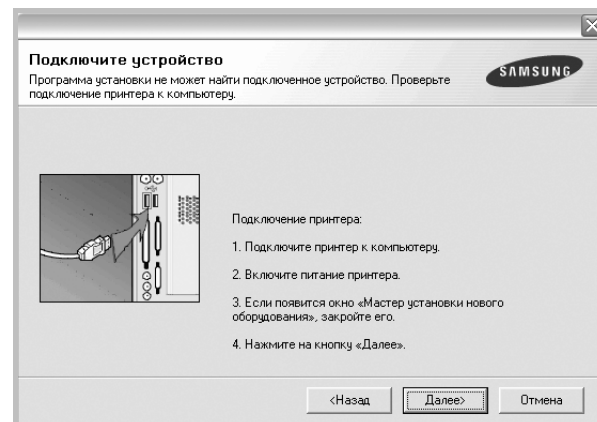 Подключите устройство
Программа установки не может найти подключенное устройство. Проверьте
подключение принтера к компьютеру.
SAMSUNG
Подключение принтера:
1. Подключите принтер к компьютеру.
2. Включите питание принтера.
3. Если появится окно «Мастер установки нового
оборудования», закройте его.
4. Нажмите на кнопку «Далее».
<Назад
Далее>
Отмена